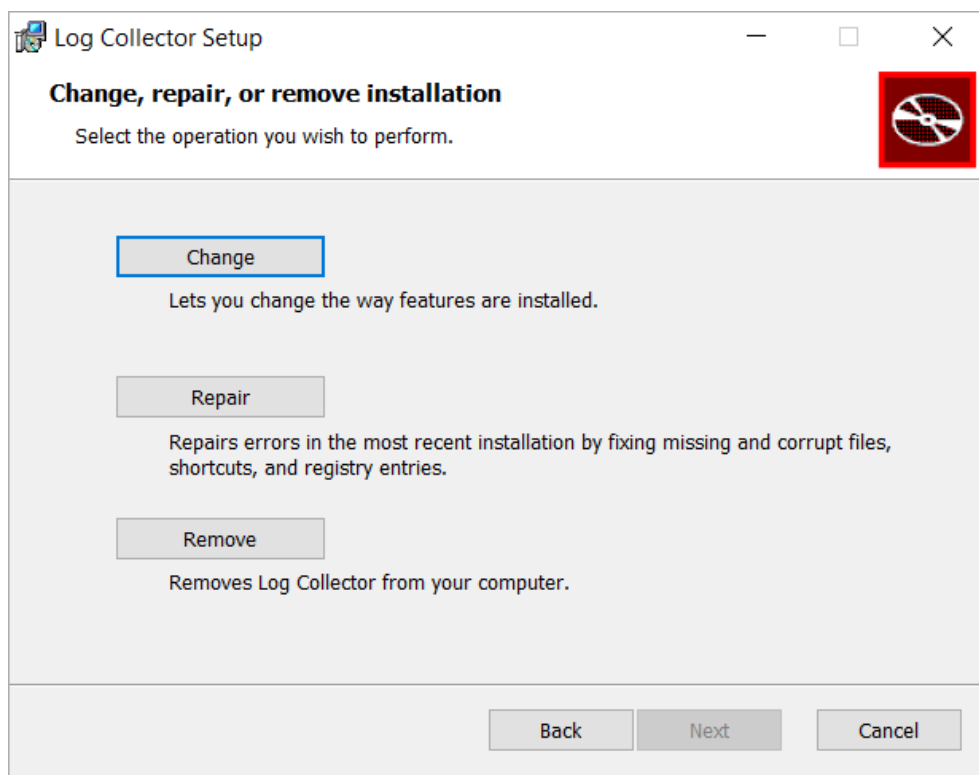 Log Collector Setup
Change, repair, or remove installation
Select the operation you wish to perform.
Change
Lets you change the way features are installed.
Repair
Repairs errors in the most recent installation by fixing missing and corrupt files,
shortcuts, and registry entries.
Remove
Removes Log Collector from your computer.
Back
Next
Cancel